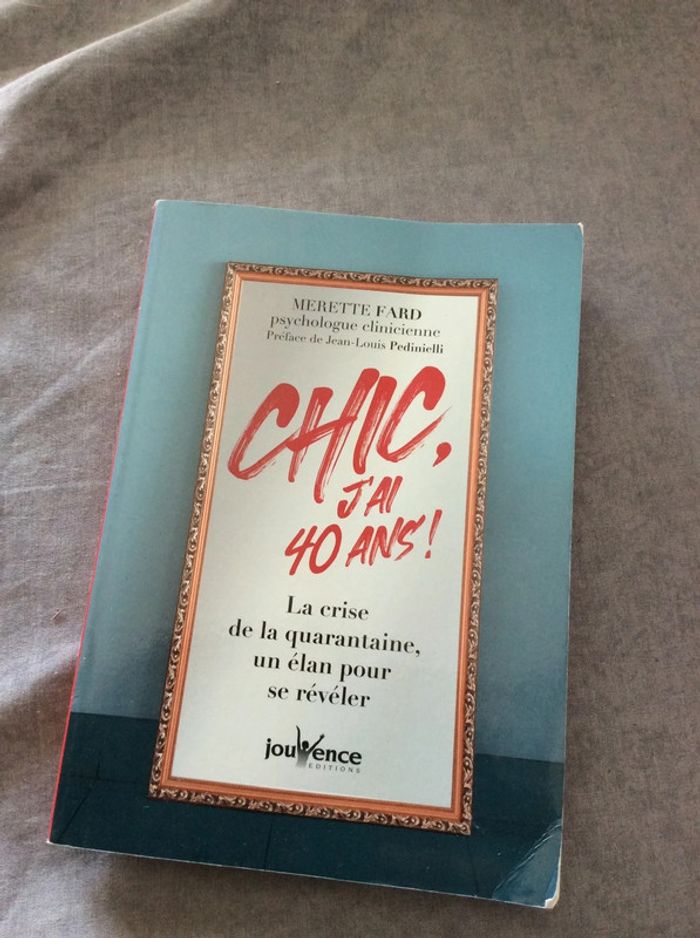 MERETTE FARD
psychologue clinicienne
Préface de Jean-Louis Pedinielli
CHIC,
J'AI
40 ANS !
La crise
de la quarantaine,
un élan pour
se révéler
jouvence
EDITIONS